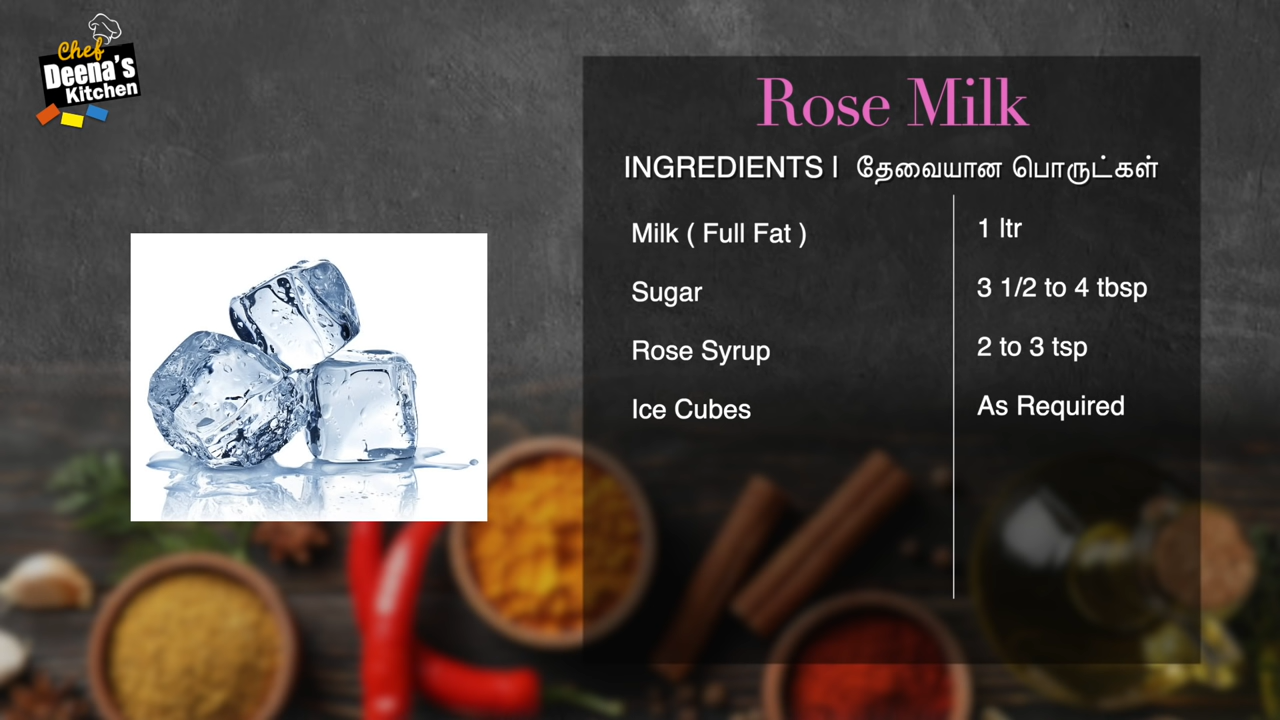 Chef
Deena's
Kitchen
Rose Milk
INGREDIENTS | தேவையான பொருட்கள்
Milk ( Full Fat ) 1 ltr
Sugar 3 1/2 to 4 tbsp
Rose Syrup 2 to 3 tsp
Ice Cubes As Required